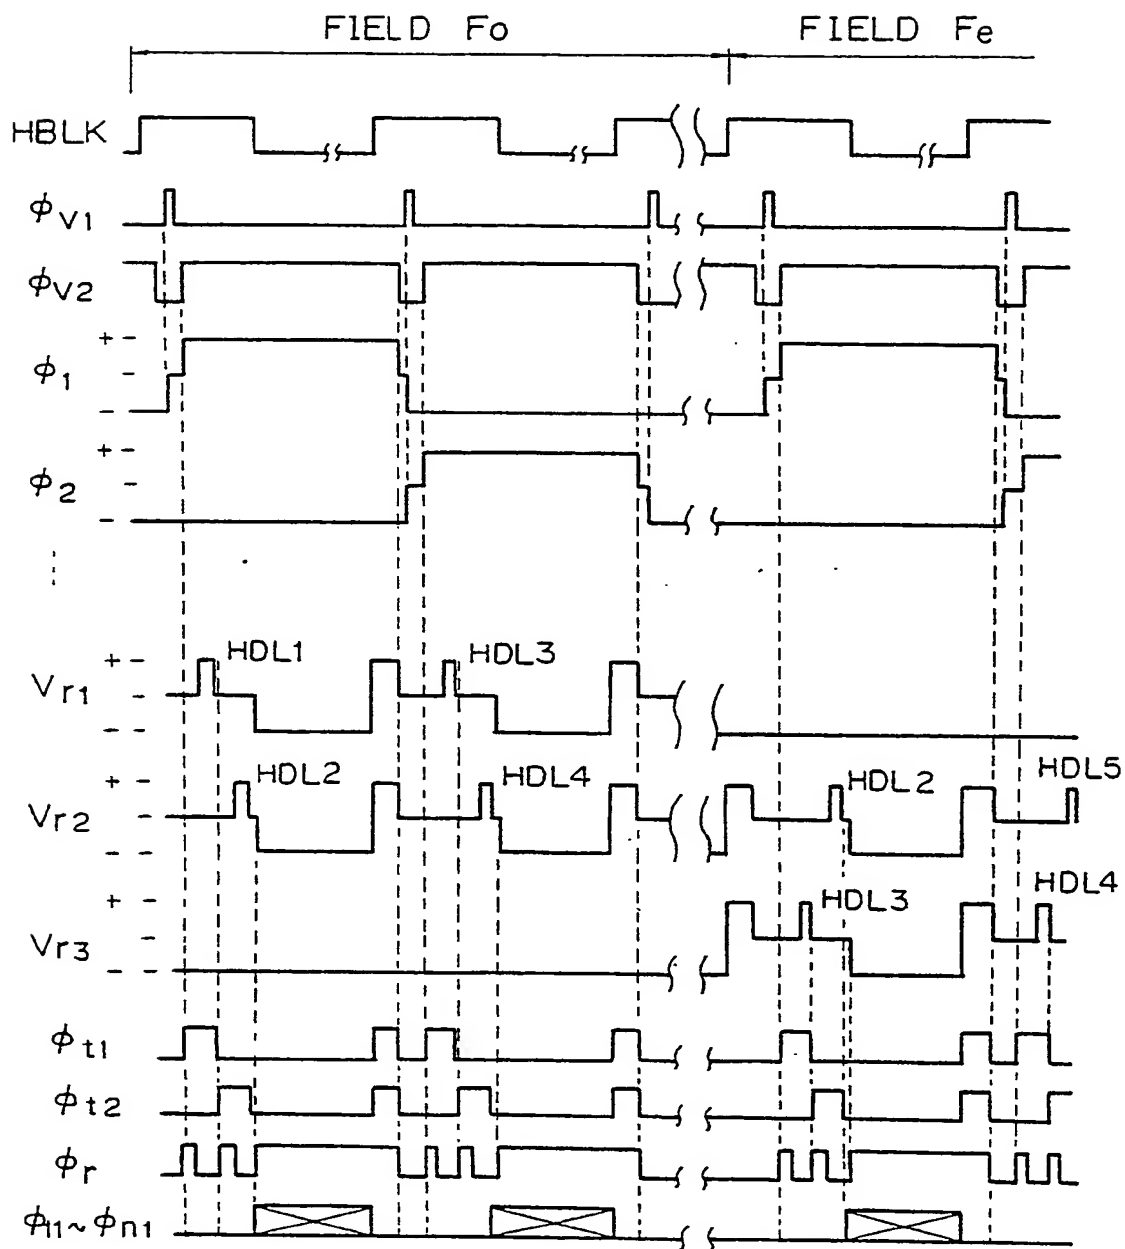 FIELD Fo FIELD Fe
HBLK
φV1
φV2
+ -
φ1 -
-
+ -
φ2 -
-
HDL1 HDL3
+ -
Vr1 -
- -
HDL2 HDL4 HDL2 HDL5
+ -
Vr2 -
- -
HDL3 HDL4
+ -
Vr3 -
- -
φt1
φt2
φr
φ11~φn1